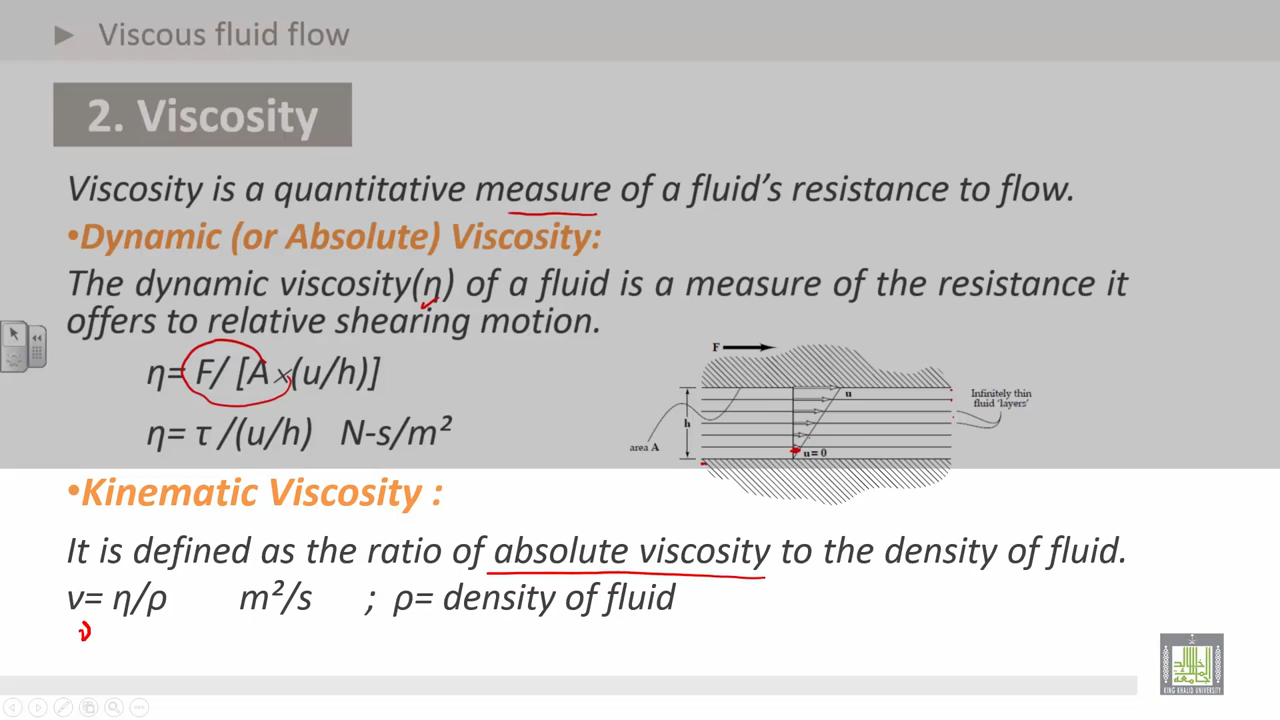 Viscous fluid flow
2. Viscosity
Viscosity is a quantitative measure of a fluid's resistance to flow.
•Dynamic (or Absolute) Viscosity:
The dynamic viscosity(η) of a fluid is a measure of the resistance it
offers to relative shearing motion.
η= F/ [A×(u/h)]
η= τ /(u/h) N-s/m²
F
u
h
area A
u = 0
Infinitely thin
fluid 'layers'
•Kinematic Viscosity :
It is defined as the ratio of absolute viscosity to the density of fluid.
ν= η/ρ m²/s ; ρ= density of fluid
ν
KING KHALID UNIVERSITY